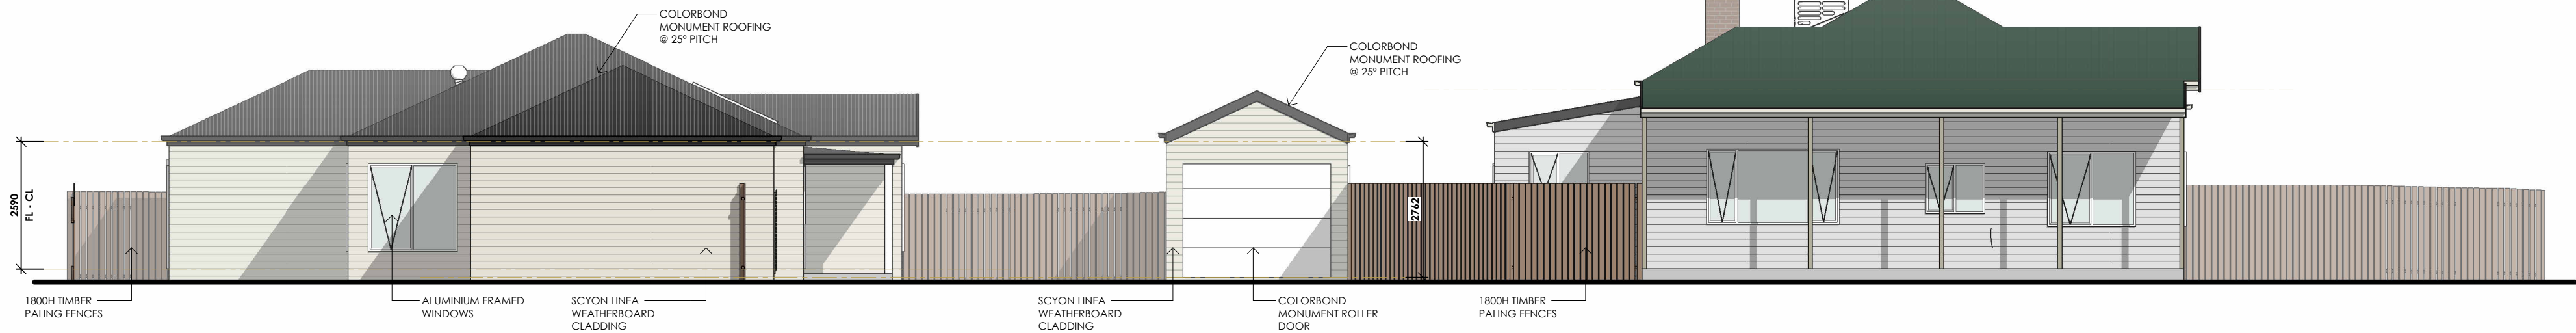 COLORBOND
MONUMENT ROOFING
@ 25° PITCH
COLORBOND
MONUMENT ROOFING
@ 25° PITCH
2590
FL - CL
2762
1800H TIMBER
PALING FENCES
ALUMINIUM FRAMED
WINDOWS
SCYON LINEA
WEATHERBOARD
CLADDING
SCYON LINEA
WEATHERBOARD
CLADDING
COLORBOND
MONUMENT ROLLER
DOOR
1800H TIMBER
PALING FENCES